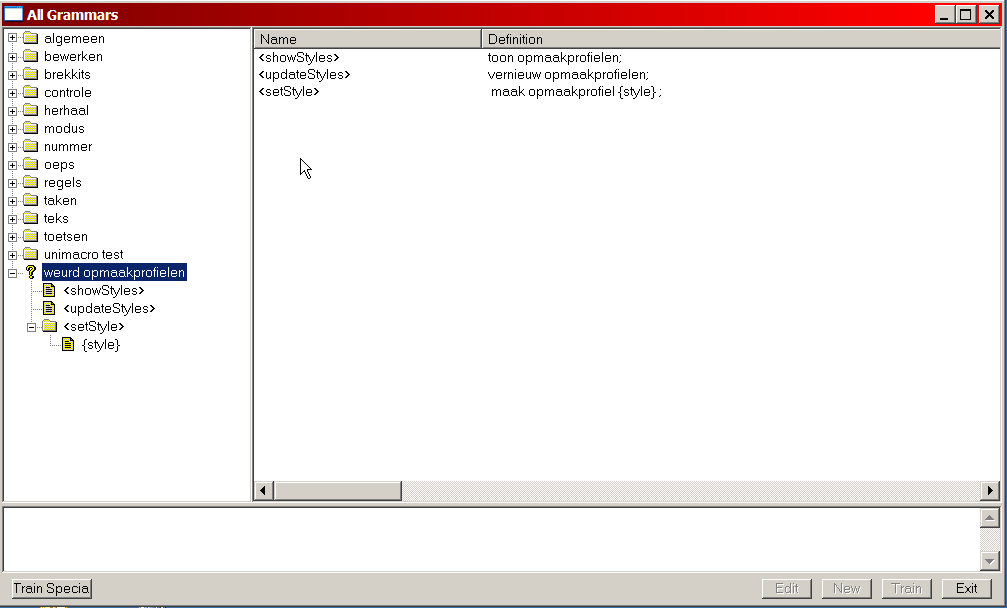 All Grammars
algemeen
bewerken
brekkits
controle
herhaal
modus
nummer
oeps
regels
taken
teks
toetsen
unimacro test
weurd opmaakprofielen
<showStyles>
<updateStyles>
<setStyle>
{style}
Name Definition
<showStyles> toon opmaakprofielen;
<updateStyles> vernieuw opmaakprofielen;
<setStyle> maak opmaakprofiel {style} ;
Train Specia Edit New Train Exit